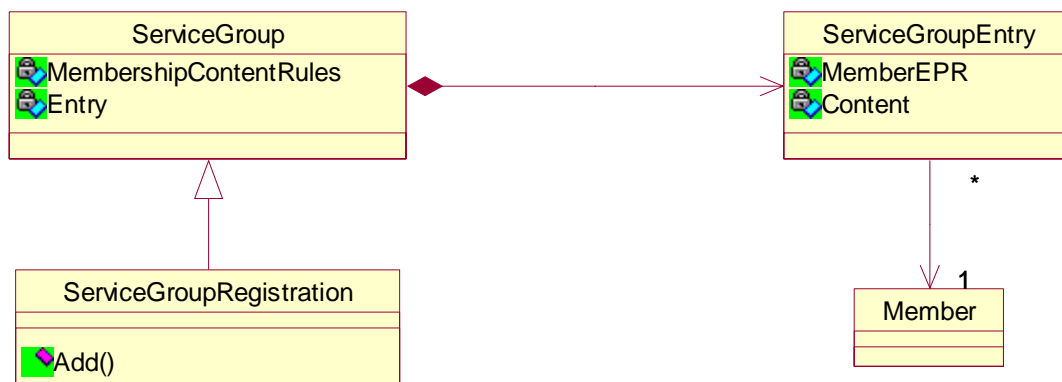 ServiceGroup
MembershipContentRules
Entry
ServiceGroupEntry
MemberEPR
Content
*
1
ServiceGroupRegistration
Add()
Member